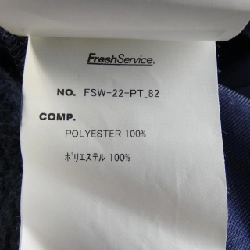 FreshService.
NO. FSW-22-PT_82
COMP.
POLYESTER 100%
ポリエステル 100%